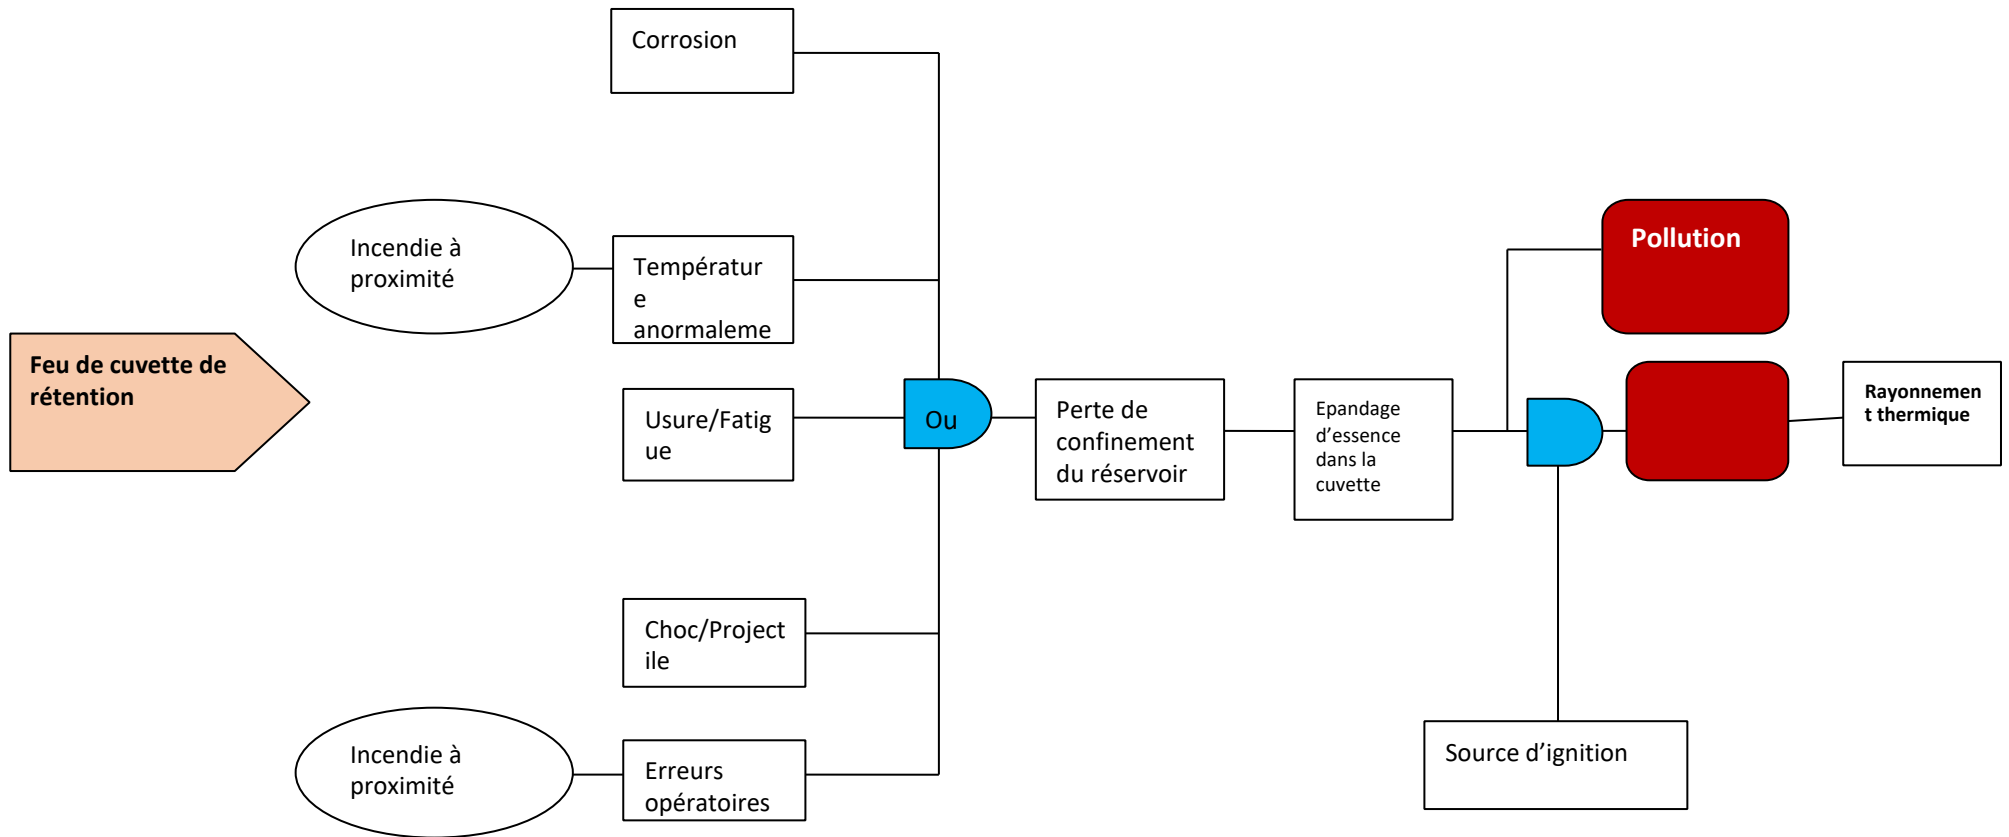 Corrosion
Incendie à
proximité
Températur
e
anormaleme
Feu de cuvette de
rétention
Usure/Fatig
ue
Ou
Perte de
confinement
du réservoir
Epandage
d’essence
dans la
cuvette
Pollution
Rayonnemen
t thermique
Choc/Project
ile
Incendie à
proximité
Erreurs
opératoires
Source d’ignition